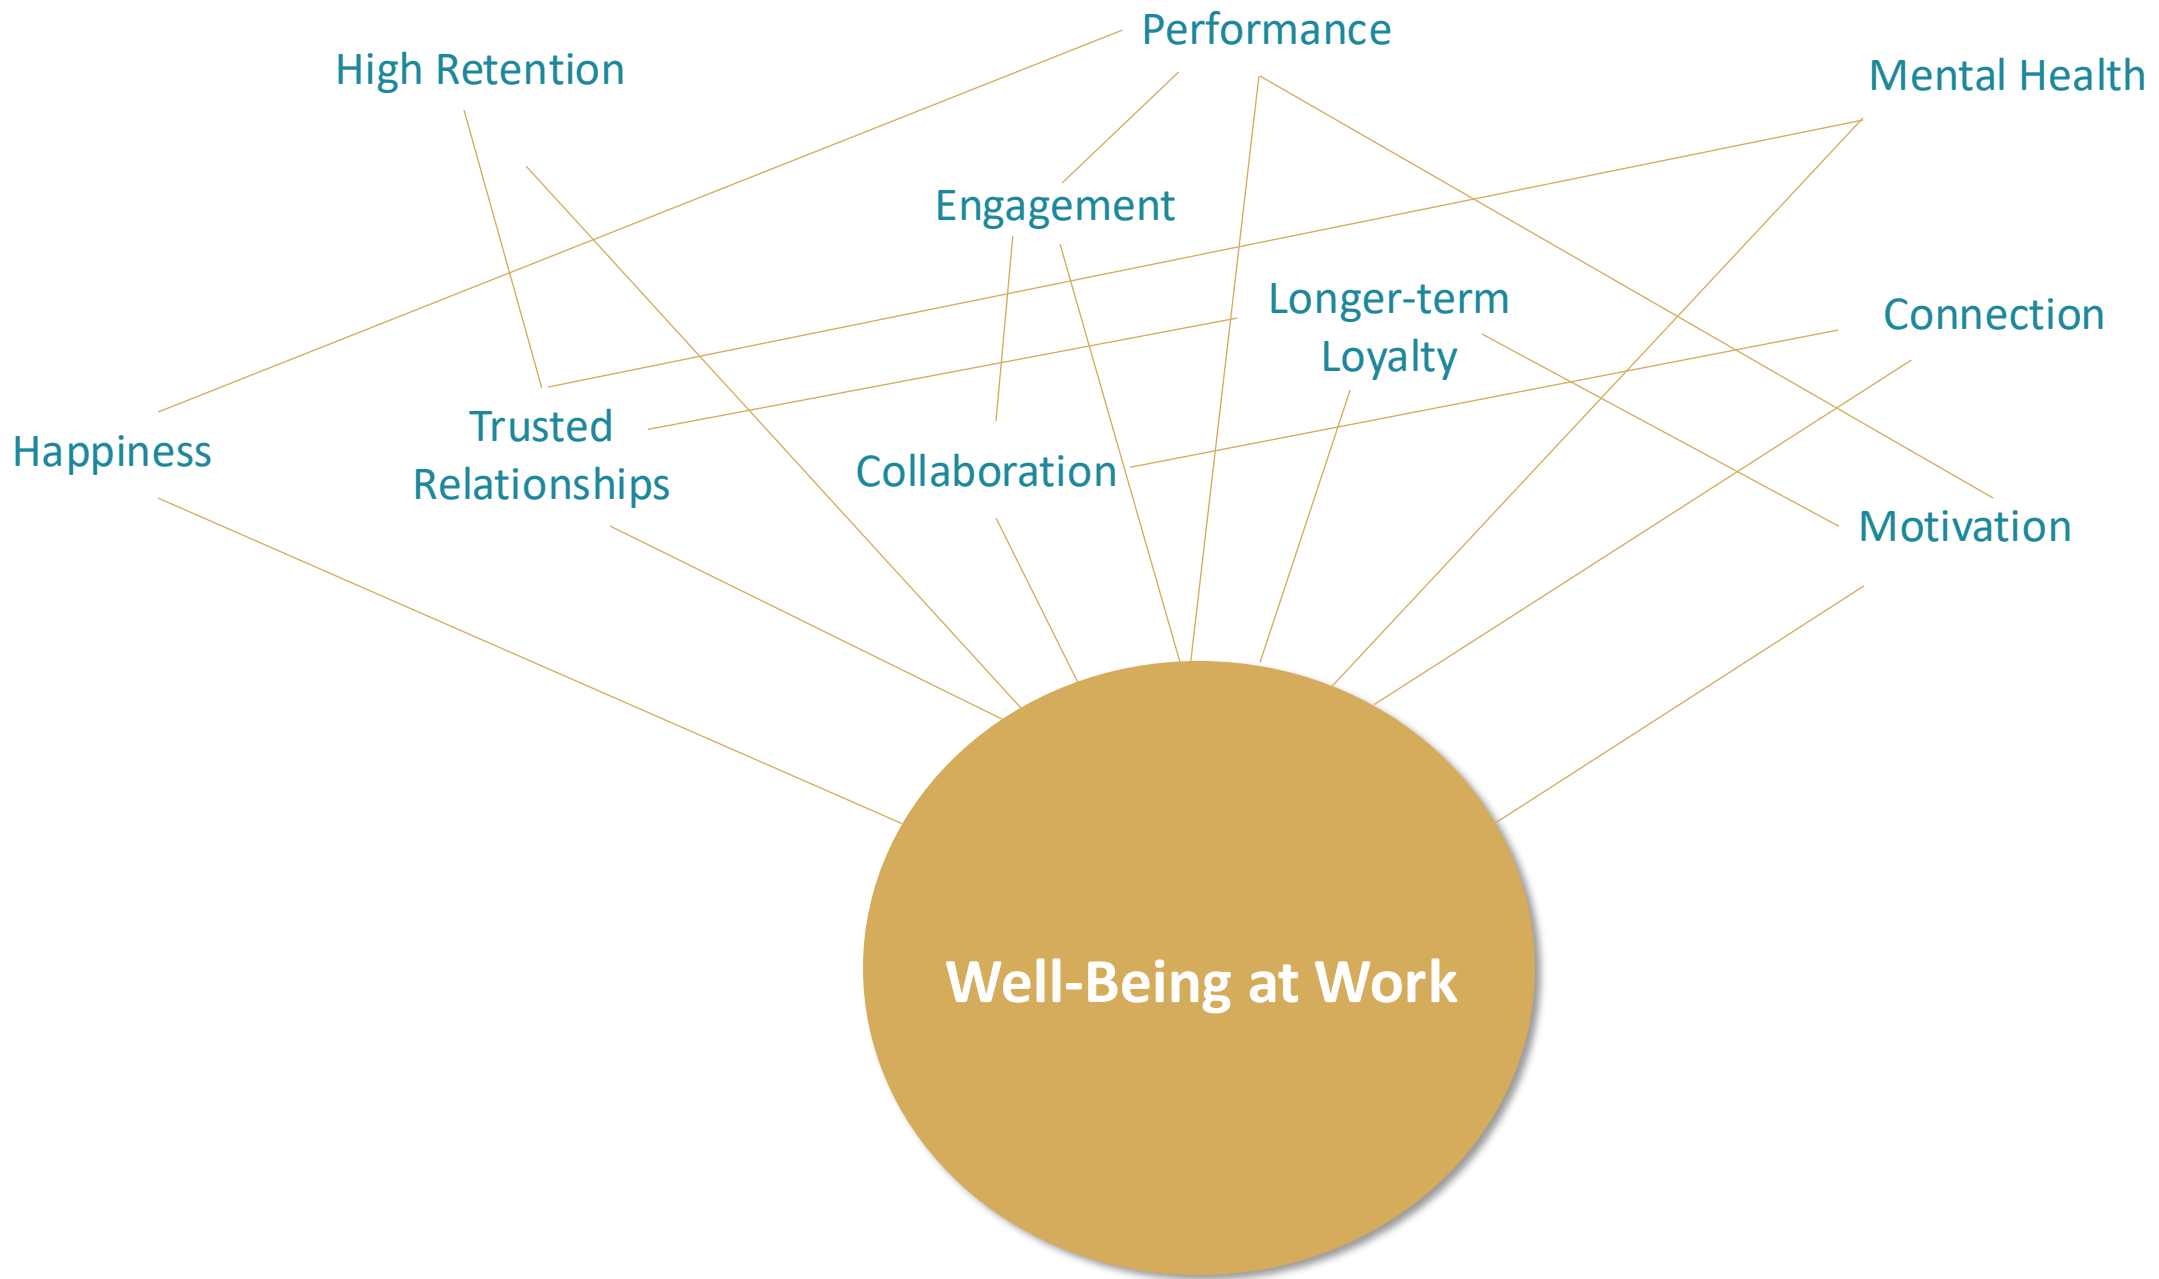 Performance
High Retention
Mental Health
Engagement
Longer-term
Loyalty
Connection
Happiness
Trusted
Relationships
Collaboration
Motivation
Well-Being at Work